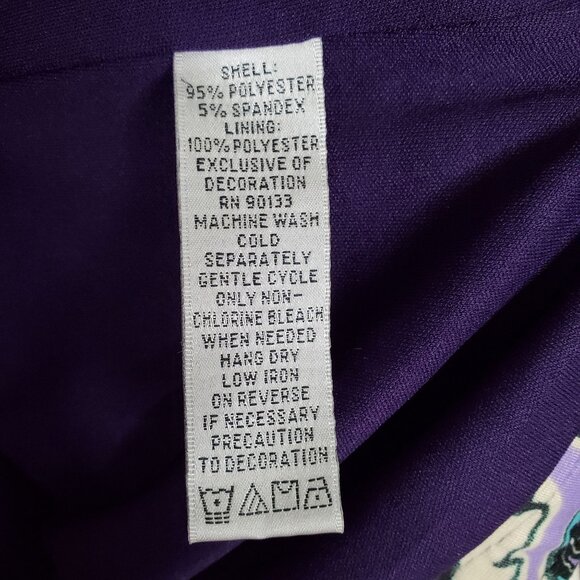 SHELL:
95% POLYESTER
5% SPANDEX
LINING:
100% POLYESTER
EXCLUSIVE OF
DECORATION
RN 90133
MACHINE WASH
COLD
SEPARATELY
GENTLE CYCLE
ONLY NON-
CHLORINE BLEACH
WHEN NEEDED
HANG DRY
LOW IRON
ON REVERSE
IF NECESSARY
PRECAUTION
TO DECORATION